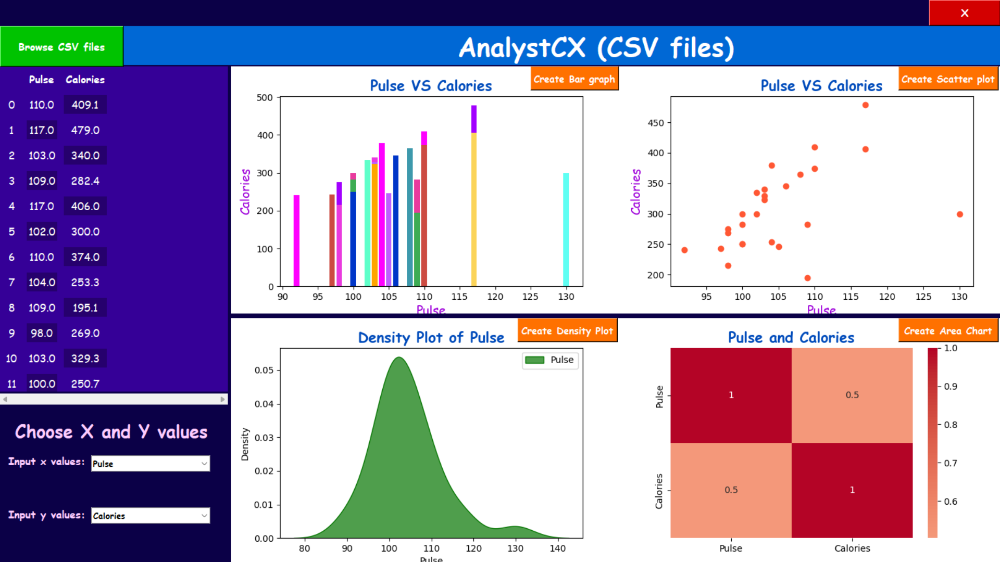 X
Browse CSV files
AnalystCX (CSV files)
Pulse Calories
0 110.0 409.1
1 117.0 479.0
2 103.0 340.0
3 109.0 282.4
4 117.0 406.0
5 102.0 300.0
6 110.0 374.0
7 104.0 253.3
8 109.0 195.1
9 98.0 269.0
10 103.0 329.3
11 100.0 250.7
Choose X and Y values
Input x values: Pulse
Input y values: Calories
Pulse VS Calories
Create Bar graph
500
400
300
200
100
0
Calories
90 95 100 105 110 115 120 125 130
Pulse
Pulse VS Calories
Create Scatter plot
450
400
350
300
250
200
Calories
95 100 105 110 115 120 125 130
Pulse
Density Plot of Pulse
Create Density Plot
Pulse
0.05
0.04
0.03
0.02
0.01
0.00
Density
80 90 100 110 120 130 140
Pulse
Pulse and Calories
Create Area Chart
Pulse
Calories
1 0.5
0.5 1
Pulse Calories
1.0
0.9
0.8
0.7
0.6